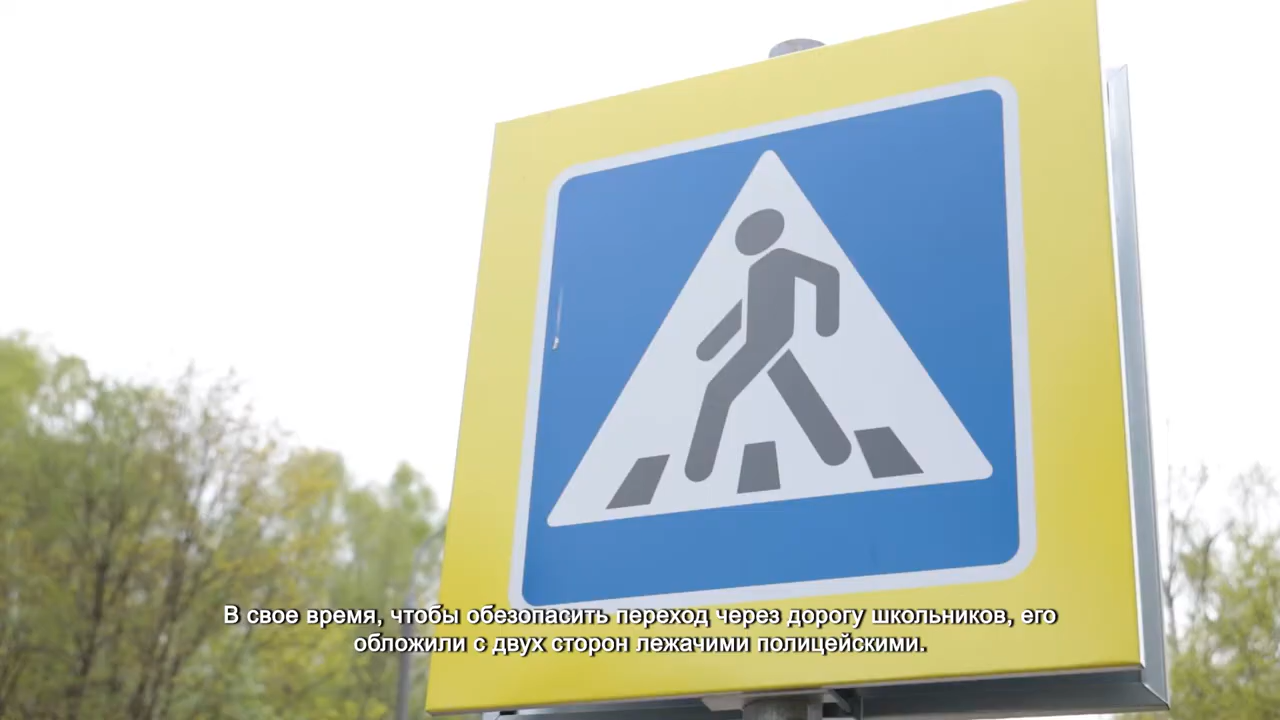 В свое время, чтобы обезопасить переход через дорогу школьников, его
обложили с двух сторон лежачими полицейскими.